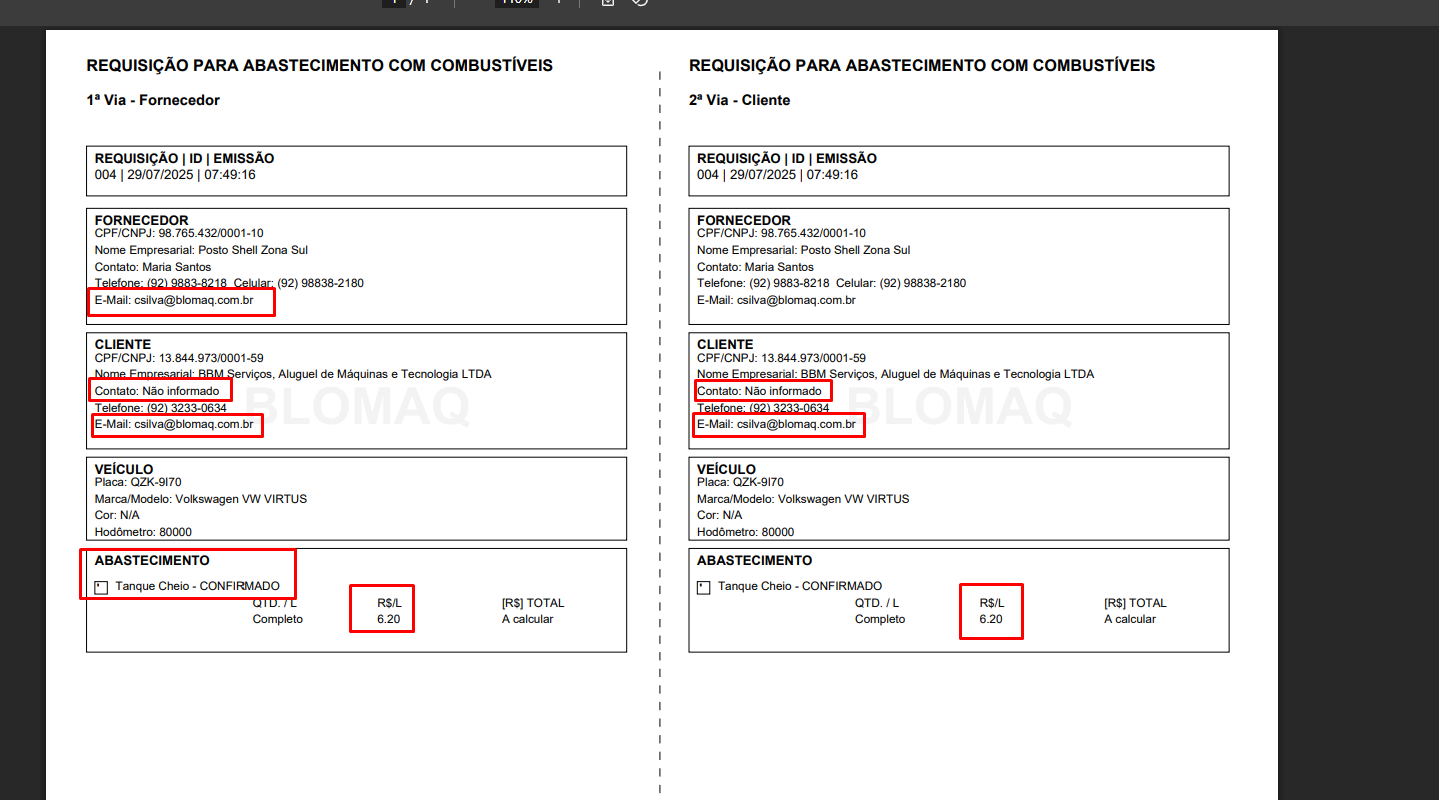 REQUISIÇÃO PARA ABASTECIMENTO COM COMBUSTÍVEIS
1ª Via - Fornecedor
REQUISIÇÃO | ID | EMISSÃO
004 | 29/07/2025 | 07:49:16
FORNECEDOR
CPF/CNPJ: 98.765.432/0001-10
Nome Empresarial: Posto Shell Zona Sul
Contato: Maria Santos
Telefone: (92) 9883-8218 Celular: (92) 98838-2180
E-Mail: csilva@blomaq.com.br
CLIENTE
CPF/CNPJ: 13.844.973/0001-59
Nome Empresarial: BBM Serviços, Aluguel de Máquinas e Tecnologia LTDA
Contato: Não informado
Telefone: (92) 3233-0634
E-Mail: csilva@blomaq.com.br
BLOMAQ
VEÍCULO
Placa: QZK-9I70
Marca/Modelo: Volkswagen VW VIRTUS
Cor: N/A
Hodômetro: 80000
ABASTECIMENTO
Tanque Cheio - CONFIRMADO
QTD. / L R$/L [R$] TOTAL
Completo 6.20 A calcular
REQUISIÇÃO PARA ABASTECIMENTO COM COMBUSTÍVEIS
2ª Via - Cliente
REQUISIÇÃO | ID | EMISSÃO
004 | 29/07/2025 | 07:49:16
FORNECEDOR
CPF/CNPJ: 98.765.432/0001-10
Nome Empresarial: Posto Shell Zona Sul
Contato: Maria Santos
Telefone: (92) 9883-8218 Celular: (92) 98838-2180
E-Mail: csilva@blomaq.com.br
CLIENTE
CPF/CNPJ: 13.844.973/0001-59
Nome Empresarial: BBM Serviços, Aluguel de Máquinas e Tecnologia LTDA
Contato: Não informado
Telefone: (92) 3233-0634
E-Mail: csilva@blomaq.com.br
BLOMAQ
VEÍCULO
Placa: QZK-9I70
Marca/Modelo: Volkswagen VW VIRTUS
Cor: N/A
Hodômetro: 80000
ABASTECIMENTO
Tanque Cheio - CONFIRMADO
QTD. / L R$/L [R$] TOTAL
Completo 6.20 A calcular